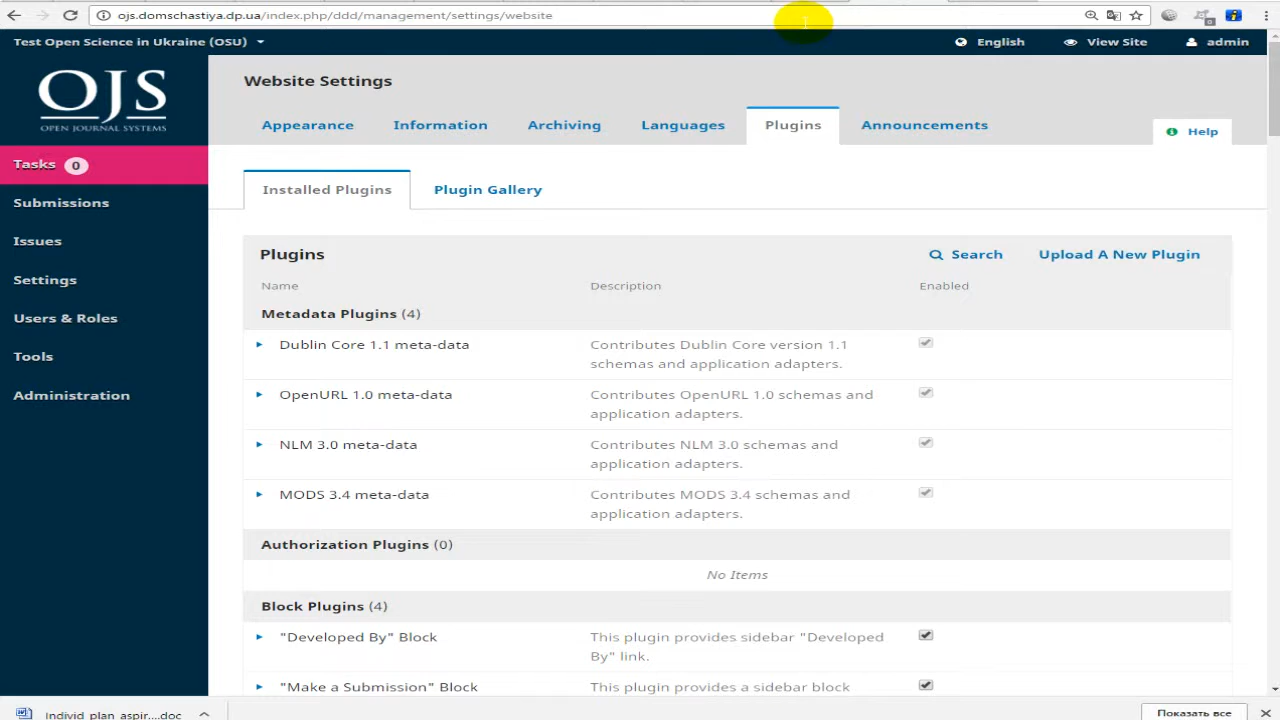 ojs.domschastiya.dp.ua/index.php/ddd/management/settings/website
Test Open Science in Ukraine (OSU)
English
View Site
admin
OJS
OPEN JOURNAL SYSTEMS
Website Settings
Appearance
Information
Archiving
Languages
Plugins
Announcements
Help
Tasks 0
Submissions
Issues
Settings
Users & Roles
Tools
Administration
Installed Plugins
Plugin Gallery
Plugins
Search
Upload A New Plugin
Name
Description
Enabled
Metadata Plugins (4)
Dublin Core 1.1 meta-data
Contributes Dublin Core version 1.1
schemas and application adapters.
OpenURL 1.0 meta-data
Contributes OpenURL 1.0 schemas and
application adapters.
NLM 3.0 meta-data
Contributes NLM 3.0 schemas and
application adapters.
MODS 3.4 meta-data
Contributes MODS 3.4 schemas and
application adapters.
Authorization Plugins (0)
No Items
Block Plugins (4)
"Developed By" Block
This plugin provides sidebar "Developed
By" link.
"Make a Submission" Block
This plugin provides a sidebar block
Individ_plan_aspir....doc
Показать все